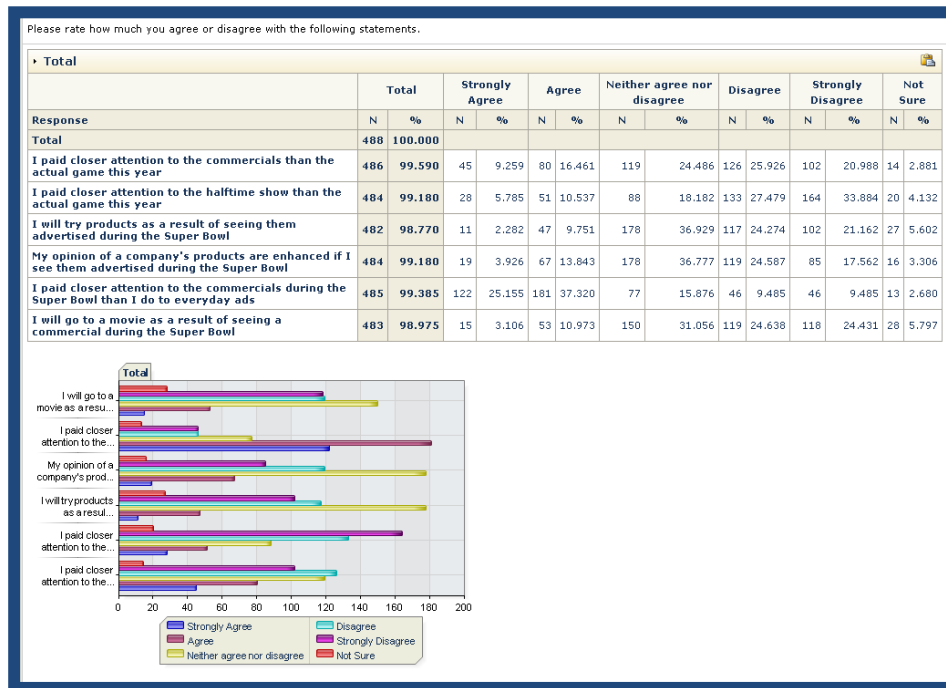 Please rate how much you agree or disagree with the following statements.
Total
Total Strongly Agree Agree Neither agree nor disagree Disagree Strongly Disagree Not Sure
Response N % N % N % N % N % N % N %
Total 488 100.000
I paid closer attention to the commercials than the
actual game this year 486 99.590 45 9.259 80 16.461 119 24.486 126 25.926 102 20.988 14 2.881
I paid closer attention to the halftime show than the
actual game this year 484 99.180 28 5.785 51 10.537 88 18.182 133 27.479 164 33.884 20 4.132
I will try products as a result of seeing them
advertised during the Super Bowl 482 98.770 11 2.282 47 9.751 178 36.929 117 24.274 102 21.162 27 5.602
My opinion of a company's products are enhanced if I
see them advertised during the Super Bowl 484 99.180 19 3.926 67 13.843 178 36.777 119 24.587 85 17.562 16 3.306
I paid closer attention to the commercials during the
Super Bowl than I do to everyday ads 485 99.385 122 25.155 181 37.320 77 15.876 46 9.485 46 9.485 13 2.680
I will go to a movie as a result of seeing a
commercial during the Super Bowl 483 98.975 15 3.106 53 10.973 150 31.056 119 24.638 118 24.431 28 5.797
Total
I will go to a
movie as a resu...
I paid closer
attention to the...
My opinion of a
company's prod...
I will try products
as a resul...
I paid closer
attention to the...
I paid closer
attention to the...
0 20 40 60 80 100 120 140 160 180 200
Strongly Agree Disagree
Agree Strongly Disagree
Neither agree nor disagree Not Sure